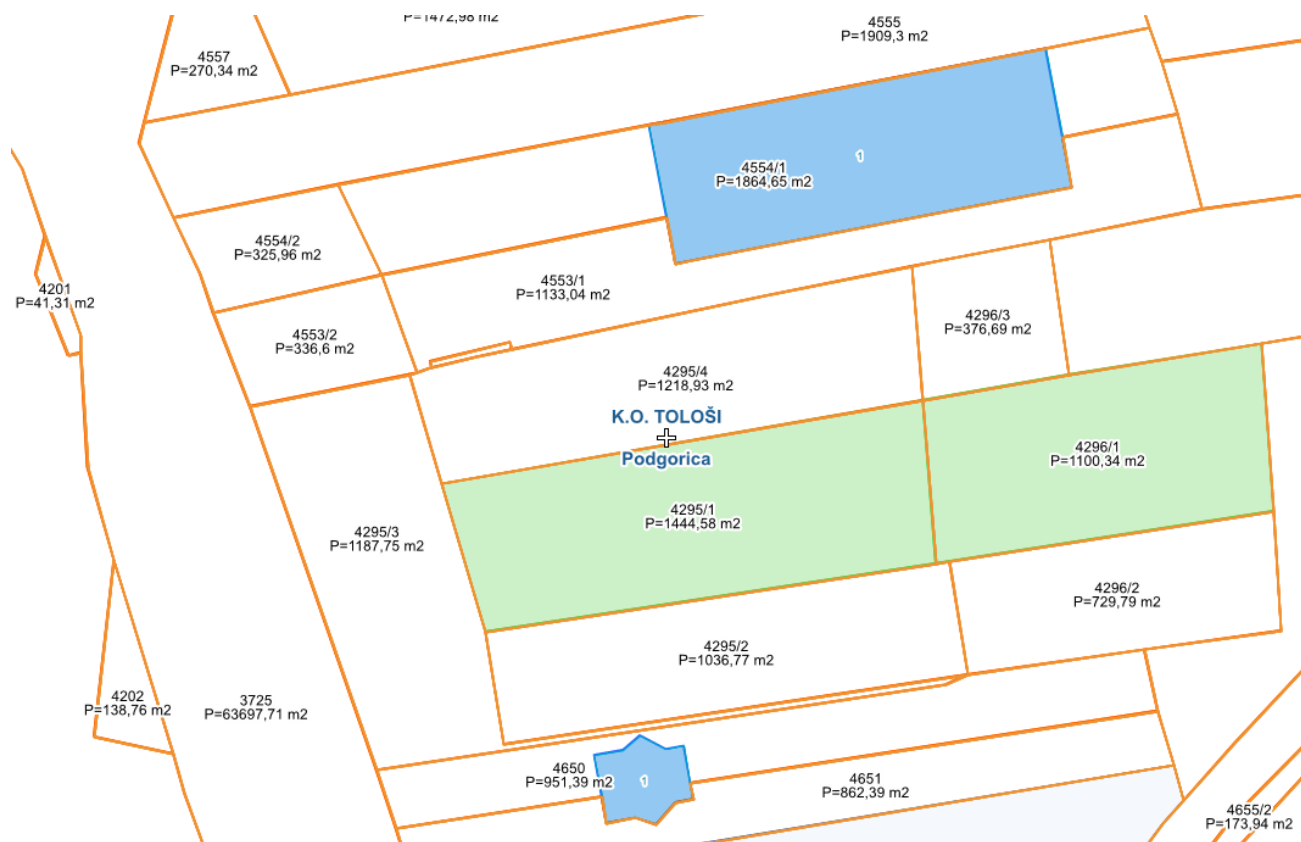 P=1472,98 m2
4555
P=1909,3 m2
4557
P=270,34 m2
4554/1
P=1864,65 m2
1
4554/2
P=325,96 m2
4201
P=41,31 m2
4553/1
P=1133,04 m2
4553/2
P=336,6 m2
4296/3
P=376,69 m2
4295/4
P=1218,93 m2
K.O. TOLOŠI
Podgorica
4296/1
P=1100,34 m2
4295/1
P=1444,58 m2
4295/3
P=1187,75 m2
4296/2
P=729,79 m2
4295/2
P=1036,77 m2
4202
P=138,76 m2
3725
P=63697,71 m2
4650
P=951,39 m2
1
4651
P=862,39 m2
4655/2
P=173,94 m2